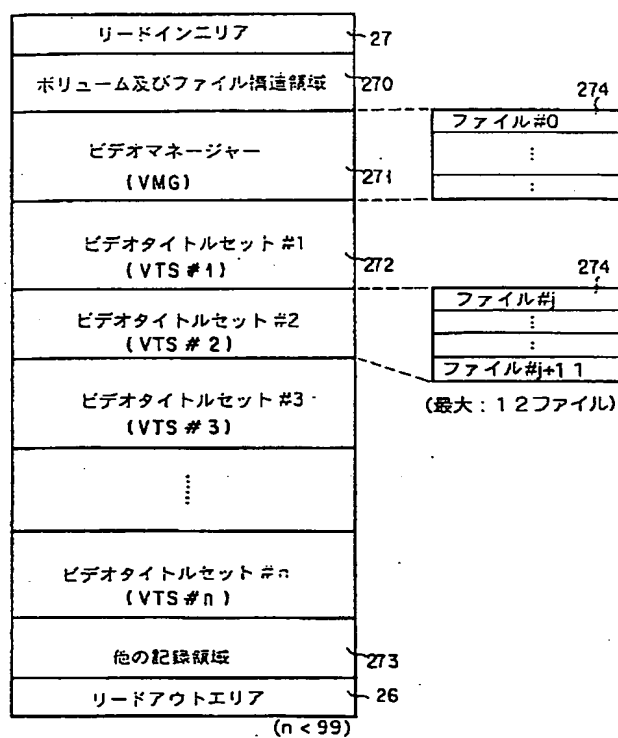 リードインニリア
27
ボリューム及びファイル構造領域
270
ビデオマネージャー
(VMG)
271
274
ファイル#0
⋮
:
ビデオタイトルセット #1
(VTS #1)
272
ビデオタイトルセット #2
(VTS # 2)
274
ファイル#j
⋮
:
ファイル#j+11
(最大:12ファイル)
ビデオタイトルセット #3
(VTS # 3)
⋮
ビデオタイトルセット #n
(VTS #n)
他の記録領域
273
リードアウトエリア
26
(n < 99)